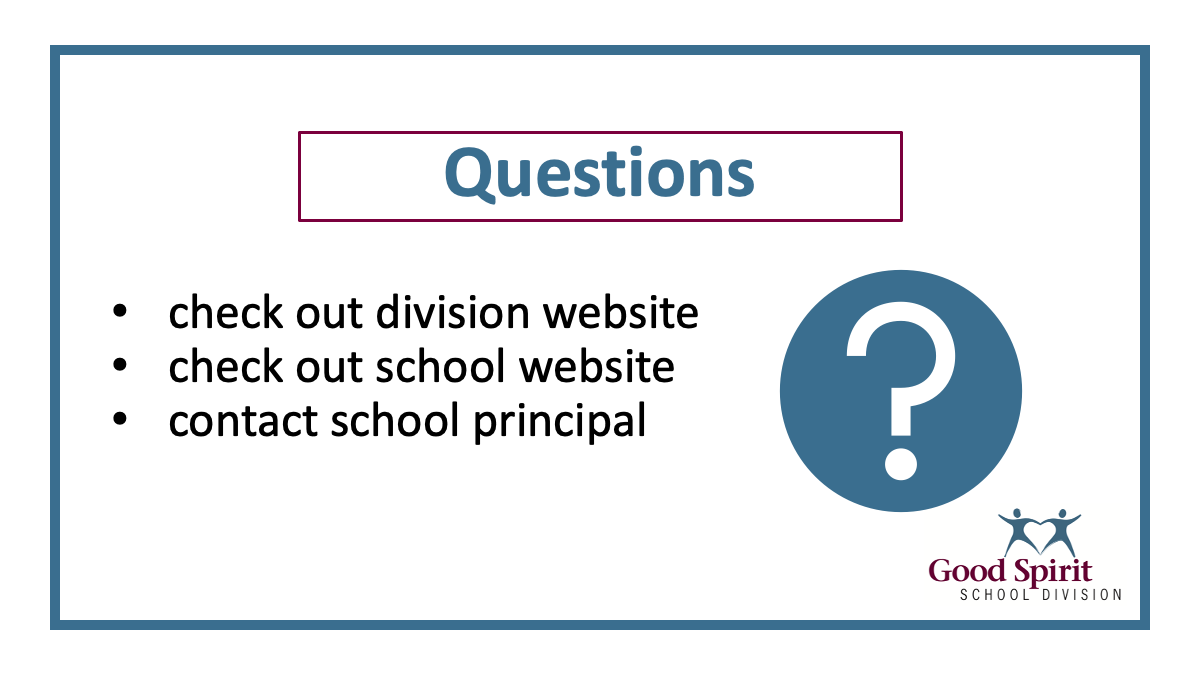 Questions
• check out division website
• check out school website
• contact school principal
?
Good Spirit
SCHOOL DIVISION